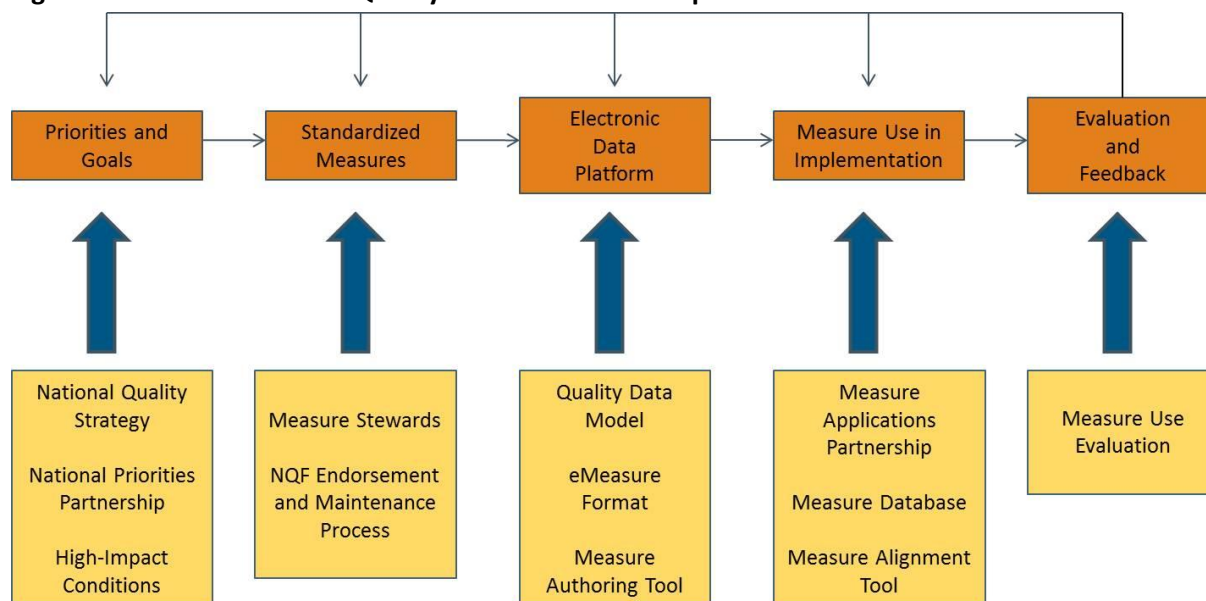 Priorities and
Goals
Standardized
Measures
Electronic
Data
Platform
Measure Use in
Implementation
Evaluation
and
Feedback
National Quality
Strategy
National Priorities
Partnership
High-Impact
Conditions
Measure Stewards
NQF Endorsement
and Maintenance
Process
Quality Data
Model
eMeasure
Format
Measure
Authoring Tool
Measure
Applications
Partnership
Measure Database
Measure Alignment
Tool
Measure Use
Evaluation